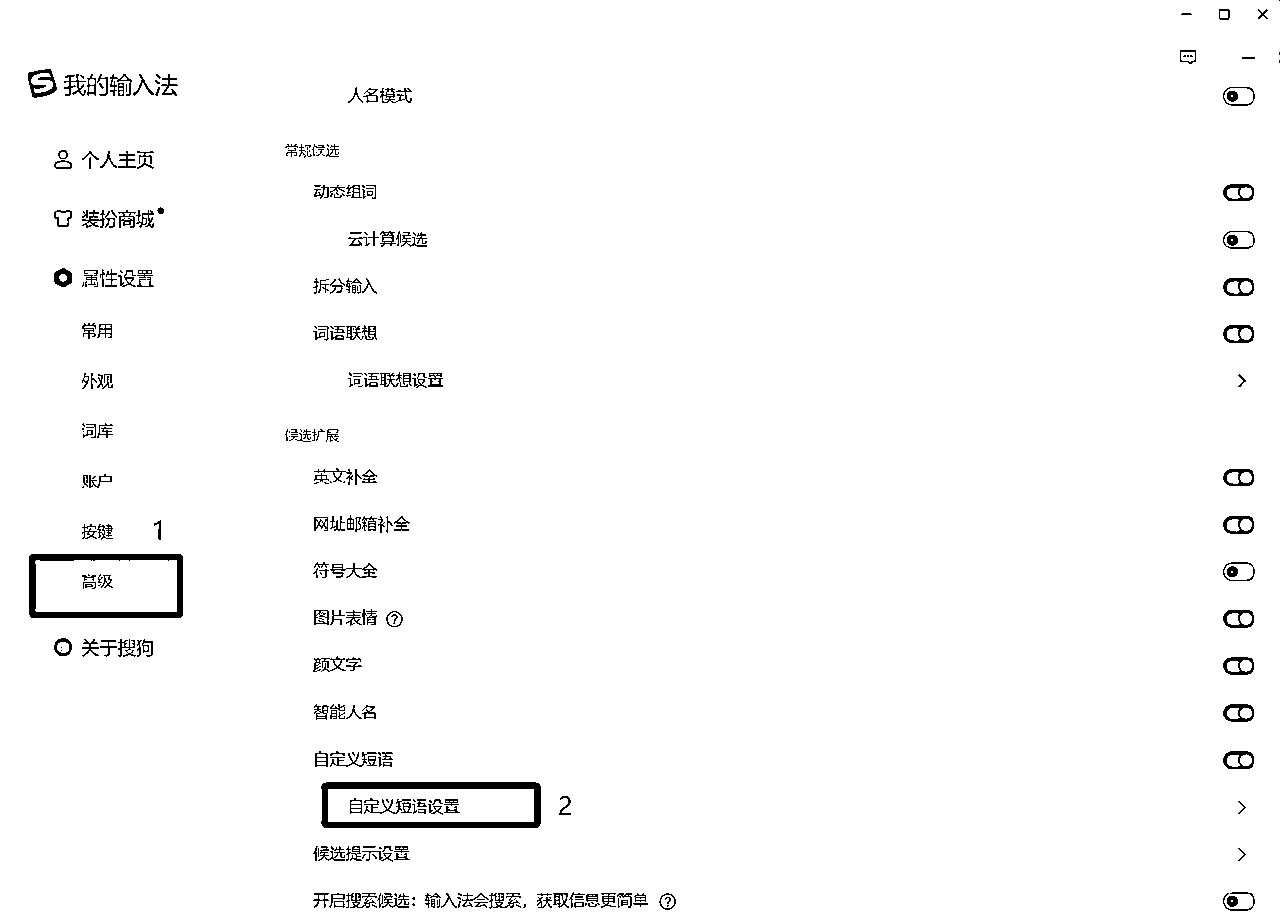 我的输入法
个人主页
装扮商城
属性设置
常用
外观
词库
账户
按键 1
高级
关于搜狗
人名模式
常规候选
动态组词
云计算候选
拆分输入
词语联想
词语联想设置
候选扩展
英文补全
网址邮箱补全
符号大全
图片表情 ?
颜文字
智能人名
自定义短语
自定义短语设置 2
候选提示设置
开启搜索候选：输入法会搜索，获取信息更简单 ?